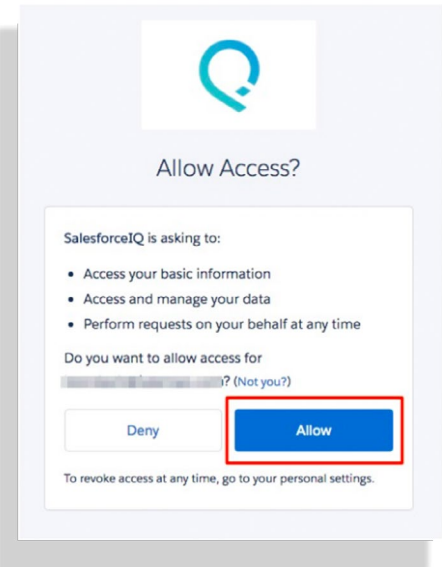 Allow Access?
SalesforceIQ is asking to:
• Access your basic information
• Access and manage your data
• Perform requests on your behalf at any time
Do you want to allow access for
? (Not you?)
Deny
Allow
To revoke access at any time, go to your personal settings.